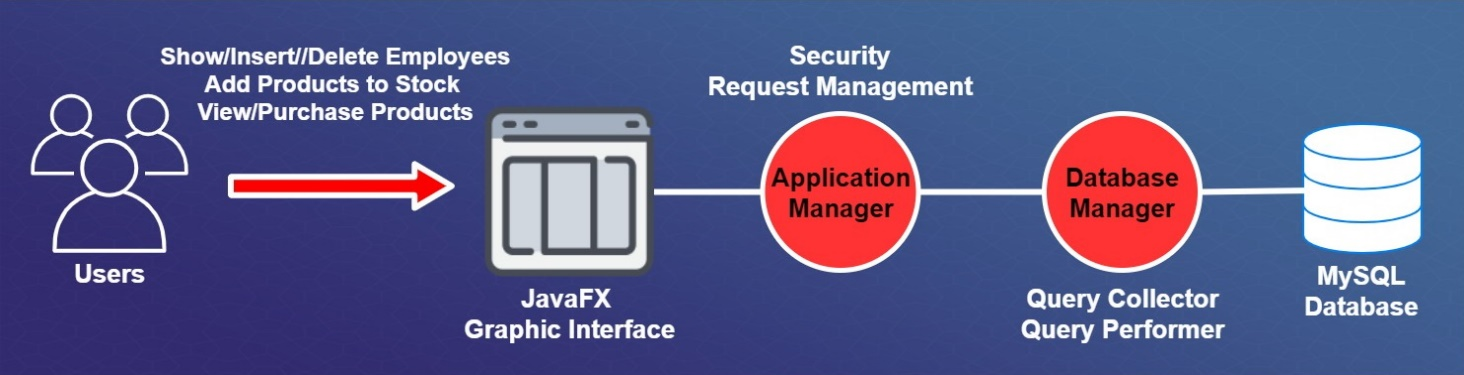 Show/Insert//Delete Employees
Add Products to Stock
View/Purchase Products
Users
JavaFX
Graphic Interface
Security
Request Management
Application
Manager
Database
Manager
Query Collector
Query Performer
MySQL
Database